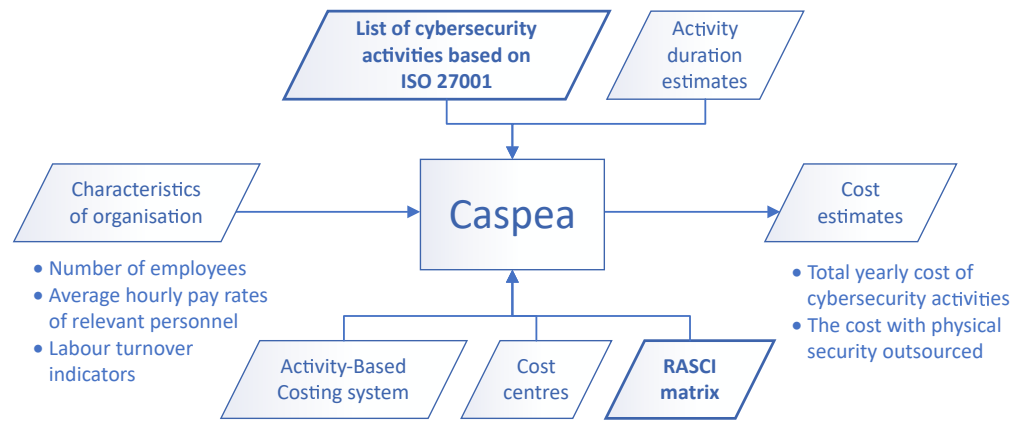 List of cybersecurity
activities based on
ISO 27001
Activity
duration
estimates
Characteristics
of organisation
Caspea
Cost
estimates
• Number of employees
• Average hourly pay rates
of relevant personnel
• Labour turnover
indicators
• Total yearly cost of
cybersecurity activities
• The cost with physical
security outsourced
Activity-Based
Costing system
Cost
centres
RASCI
matrix